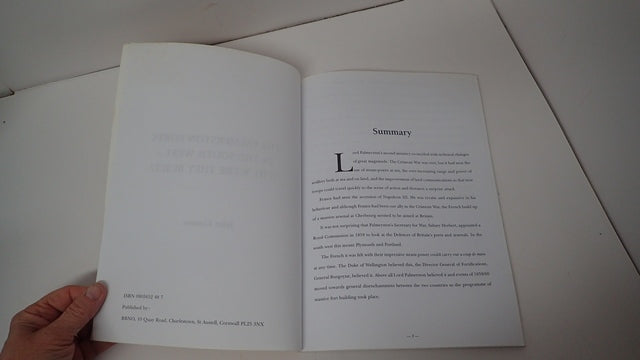 ISBN 0903452 48 7
Published by:-
BRNO, 10 Quay Road, Charlestown, St Austell, Cornwall PL25 3NX
Summary
Lord Palmerston's second ministry co-incided with technical changes
of great magnitude. The Crimean War was over, but it had seen the
use of steam power at sea, the ever-increasing range and power of
artillery both at sea and on land, and the improvement of land communications so that now
troops could travel quickly to the scene of action and threaten a surprise attack.
France had seen the accession of Napoleon III. He was erratic and expansive in his
behaviour and although France had been our ally in the Crimean War, the French build up
of a massive arsenal at Cherbourg seemed to be aimed at Britain.
It was not surprising that Palmerston's Secretary for War, Sidney Herbert, appointed a
Royal Commission in 1859 to look at the Defences of Britain's ports and arsenals. In the
south west this meant Plymouth and Portland.
The French it was felt with their impressive steam power could carry out a coup de main
at any time. The Duke of Wellington believed this, the Director General of Fortifications,
General Burgoyne, believed it. Above all Lord Palmerston believed it and events of 1859/60
moved towards general disenchantment between the two countries so the programme of
massive fort building took place.